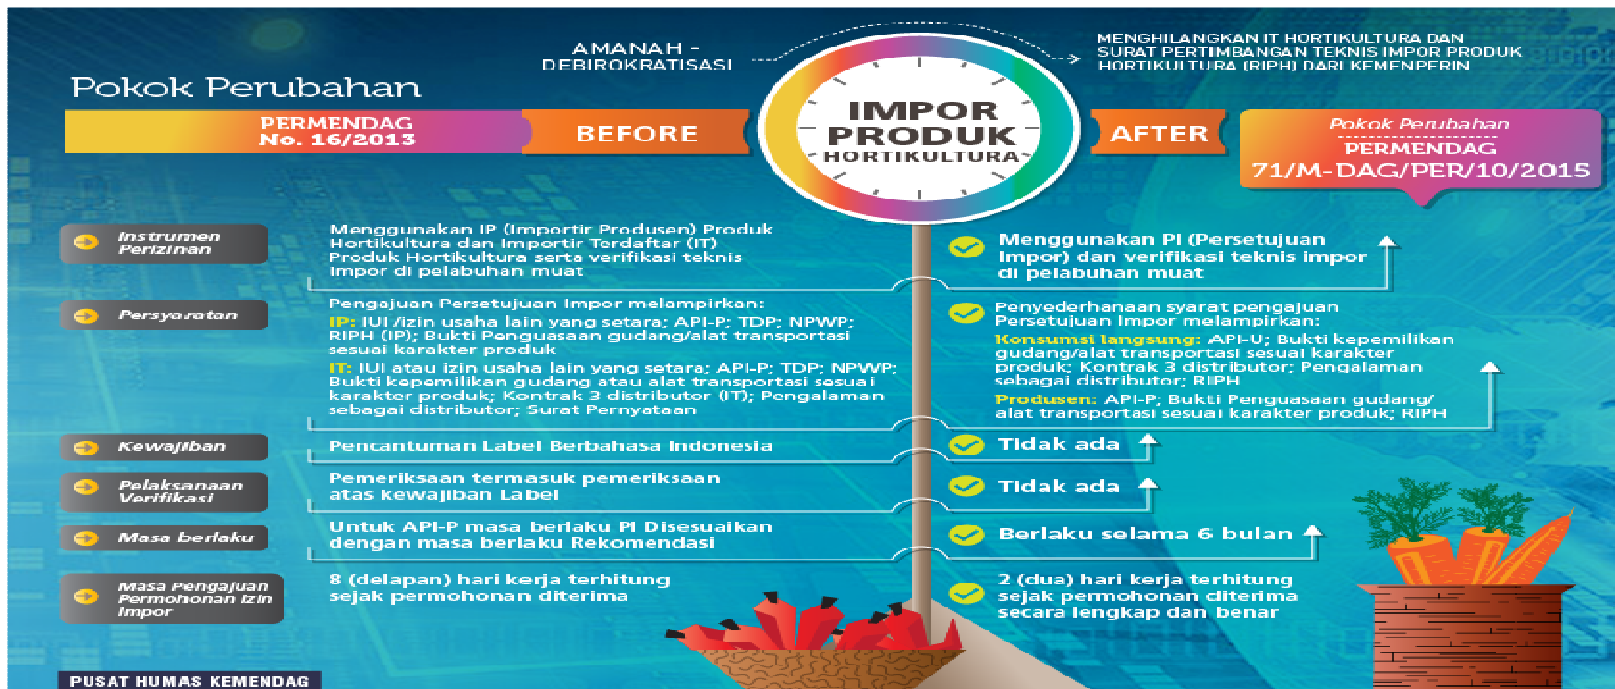 AMANAH -
DEBIROKRATISASI
MENGHILANGKAN IT HORTIKULTURA DAN
SURAT PERTIMBANGAN TEKNIS IMPOR PRODUK
HORTIKULTURA (RIPH) DARI KEMENPERIN
Pokok Perubahan
PERMENDAG
No. 16/2013
BEFORE
IMPOR
PRODUK
HORTIKULTURA
AFTER
Pokok Perubahan
PERMENDAG
71/M-DAG/PER/10/2015
Instrumen
Perizinan
Menggunakan IP (Importir Produsen) Produk
Hortikultura dan Importir Terdaftar (IT)
Produk Hortikultura serta verifikasi teknis
Impor di pelabuhan muat
Menggunakan PI (Persetujuan
Impor) dan verifikasi teknis impor
di pelabuhan muat
Persyaratan
Pengajuan Persetujuan Impor melampirkan:
IP: IUI /izin usaha lain yang setara; API-P; TDP; NPWP;
RIPH (IP); Bukti Penguasaan gudang/alat transportasi
sesuai karakter produk
IT: IUI atau izin usaha lain yang setara; API-P; TDP; NPWP;
Bukti kepemilikan gudang atau alat transportasi sesuai
karakter produk; Kontrak 3 distributor (IT); Pengalaman
sebagai distributor; Surat Pernyataan
Penyederhanaan syarat pengajuan
Persetujuan Impor melampirkan:
Konsumsi langsung: API-U; Bukti kepemilikan
gudang/alat transportasi sesuai karakter
produk; Kontrak 3 distributor; Pengalaman
sebagai distributor; RIPH
Produsen: API-P; Bukti Penguasaan gudang/
alat transportasi sesuai karakter produk; RIPH
Kewajiban
Pencantuman Label Berbahasa Indonesia
Tidak ada
Pelaksanaan
Verifikasi
Pemeriksaan termasuk pemeriksaan
atas kewajiban Label
Tidak ada
Masa berlaku
Untuk API-P masa berlaku PI Disesuaikan
dengan masa berlaku Rekomendasi
Berlaku selama 6 bulan
Masa Pengajuan
Permohonan Izin
Impor
8 (delapan) hari kerja terhitung
sejak permohonan diterima
2 (dua) hari kerja terhitung
sejak permohonan diterima
secara lengkap dan benar
PUSAT HUMAS KEMENDAG